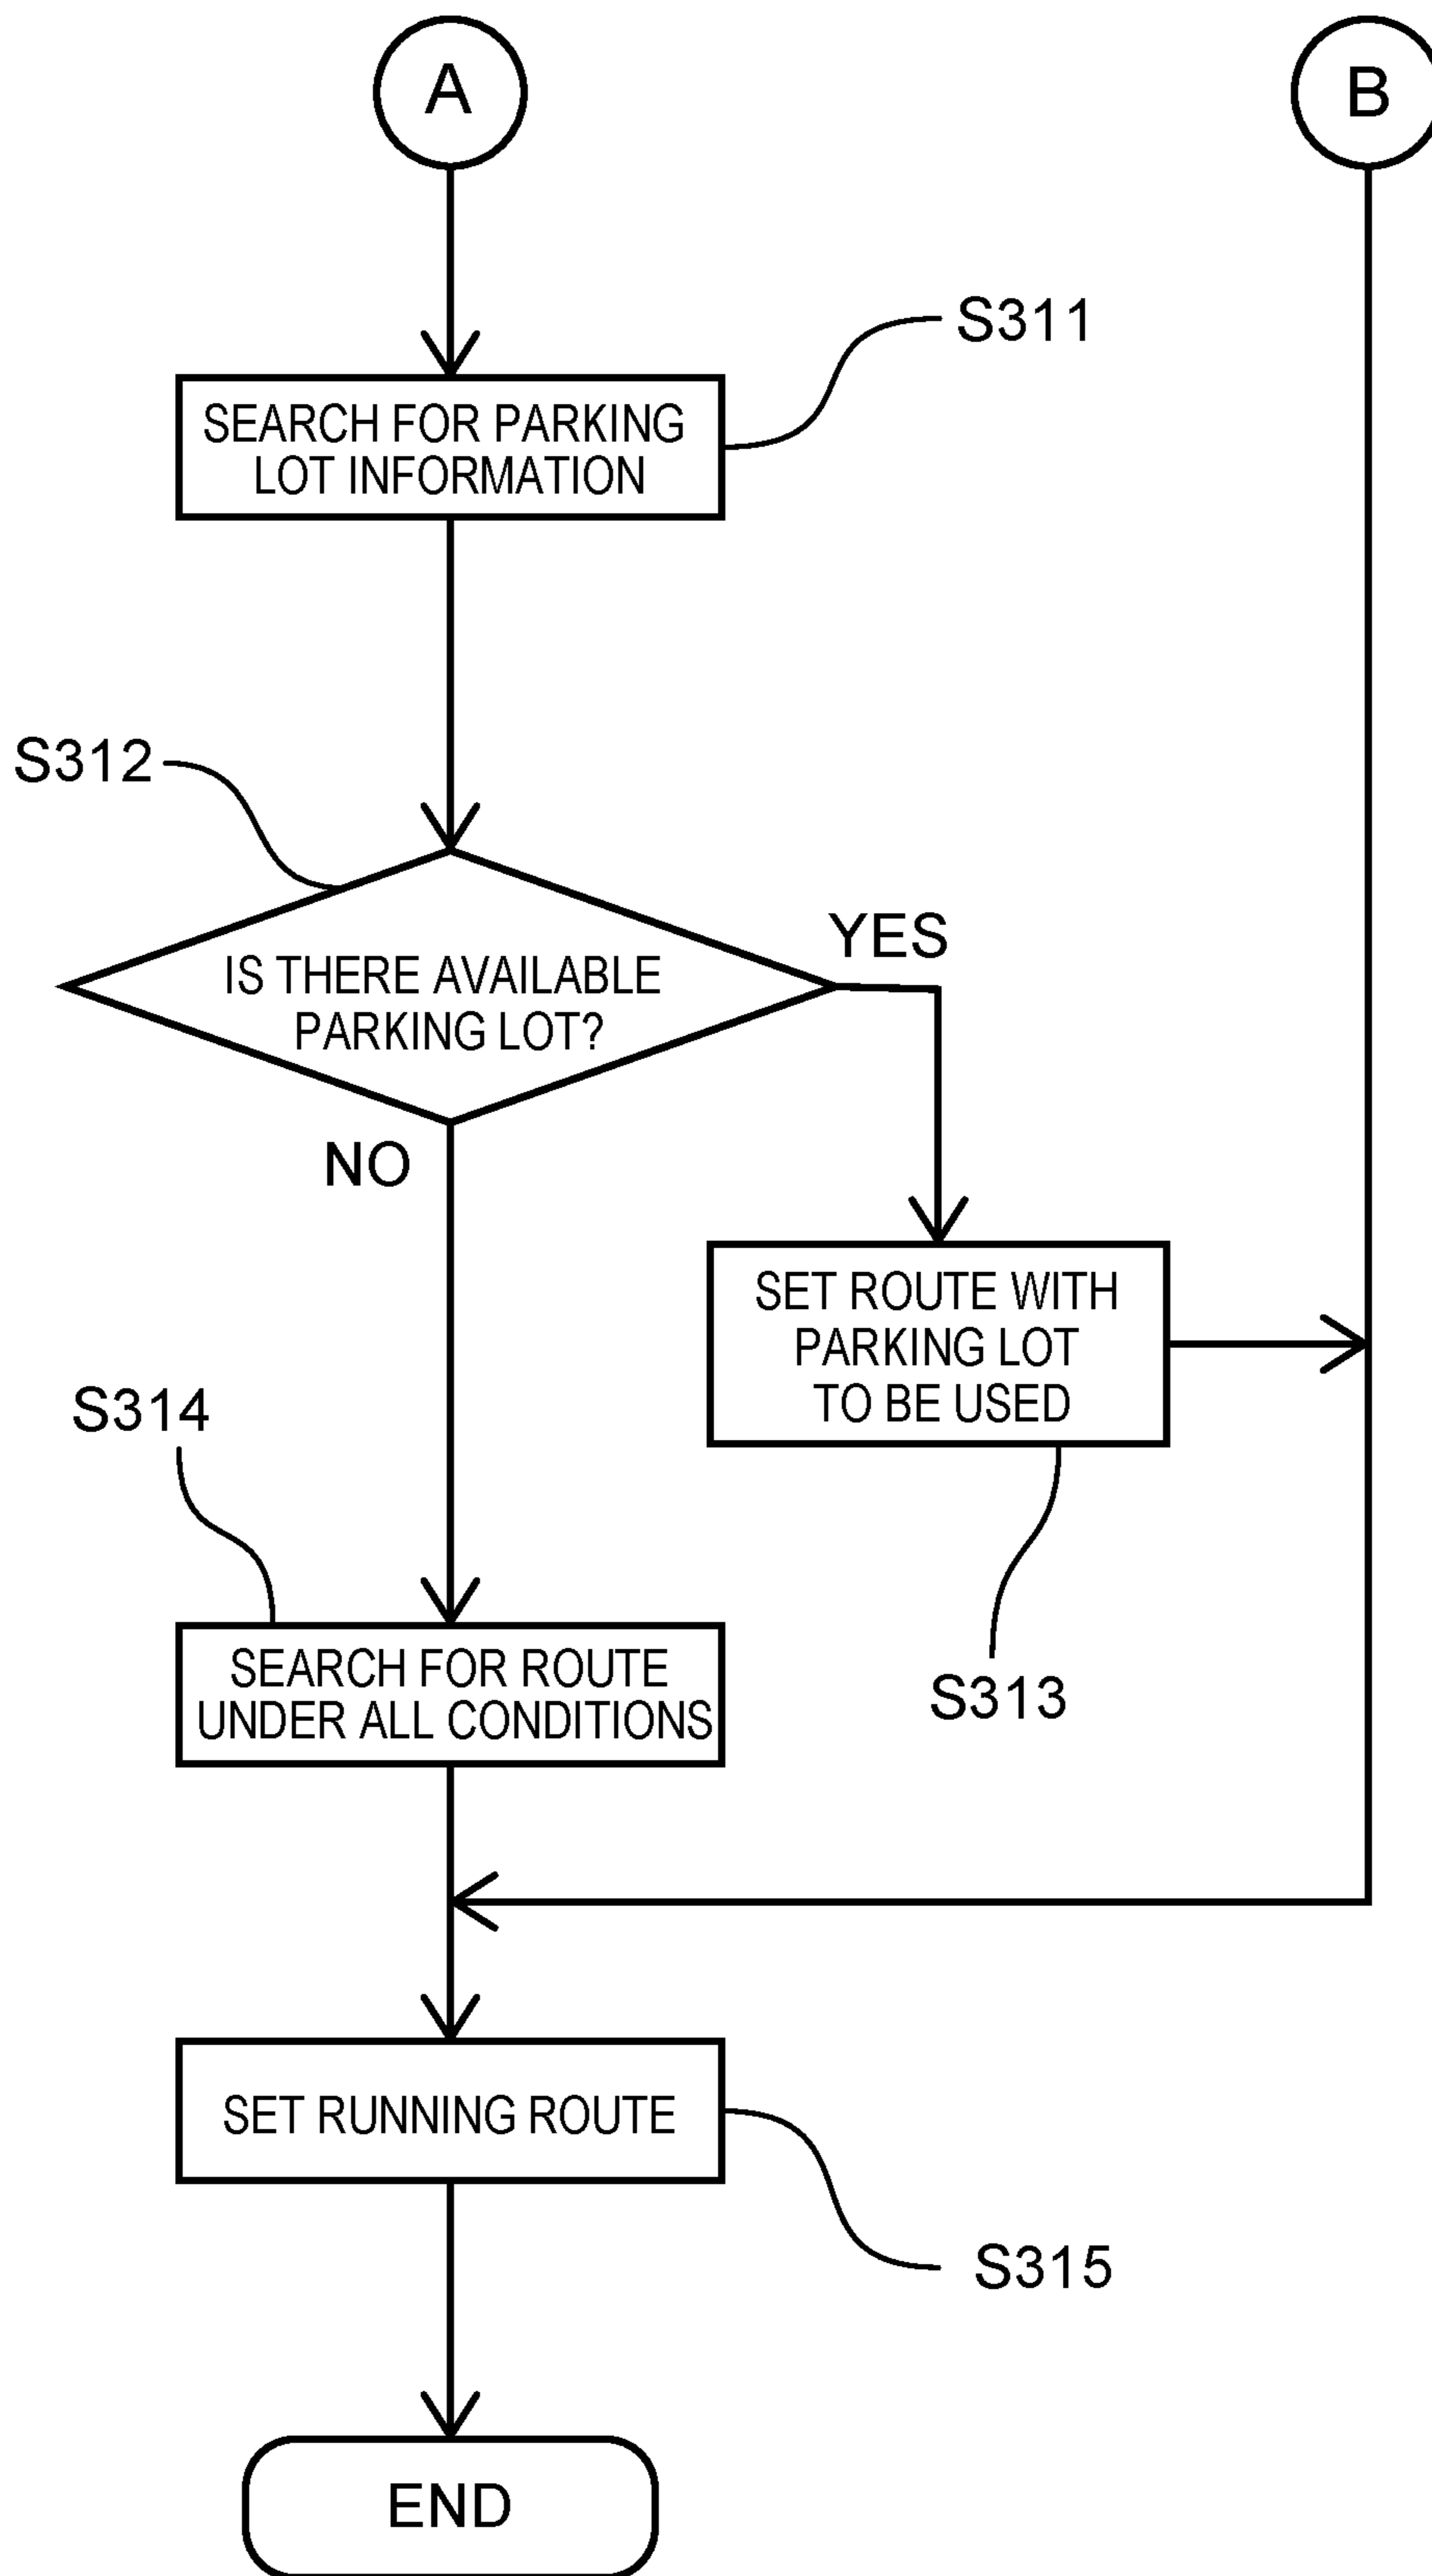 A
B
S311
SEARCH FOR PARKING
LOT INFORMATION
S312
YES
IS THERE AVAILABLE
PARKING LOT?
NO
SET ROUTE WITH
PARKING LOT
TO BE USED
S314
SEARCH FOR ROUTE
UNDER ALL CONDITIONS
S313
SET RUNNING ROUTE
S315
END